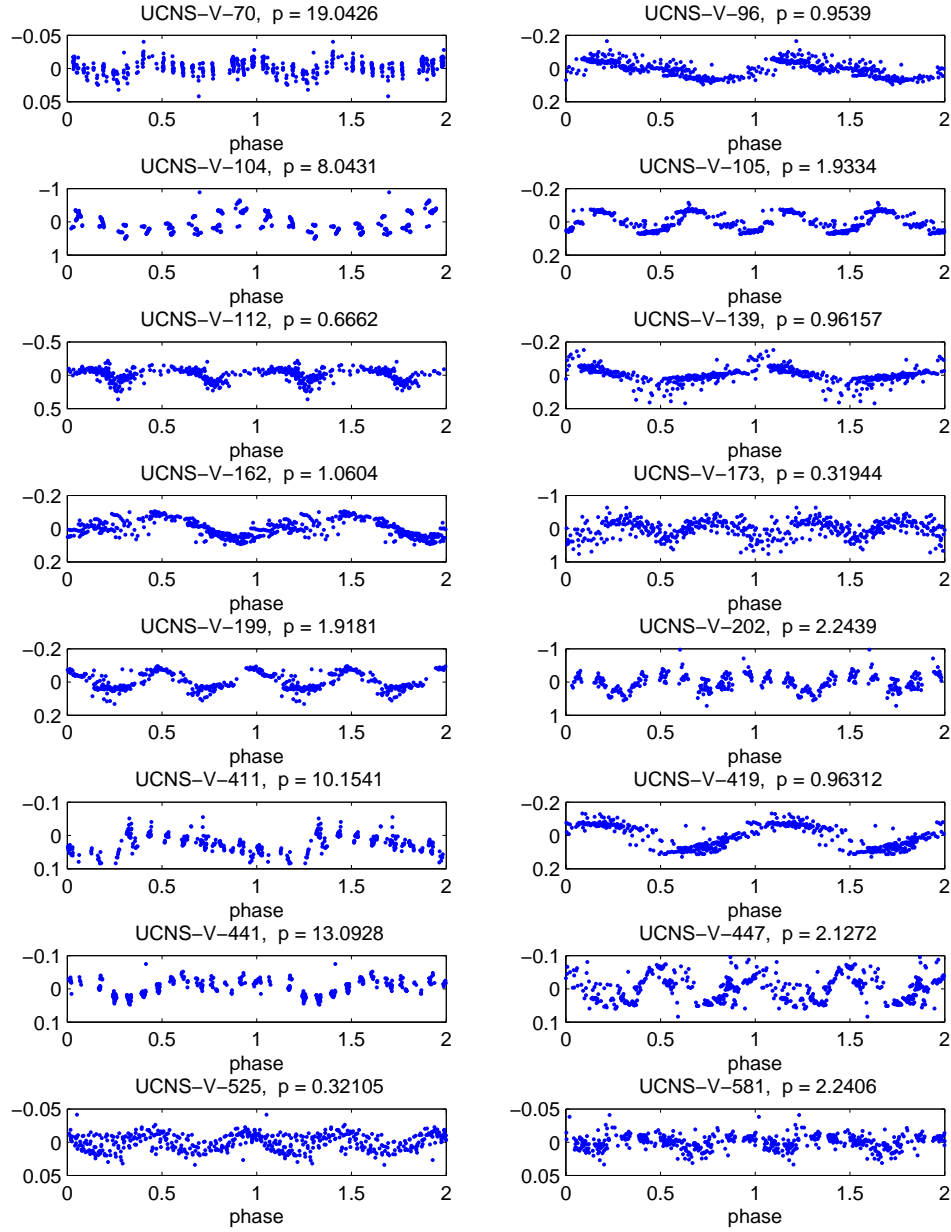 UCNS−V−70, p = 19.0426
−0.05
0
0.05
0 0.5 1 1.5 2
phase
UCNS−V−96, p = 0.9539
−0.2
0
0.2
0 0.5 1 1.5 2
phase
UCNS−V−104, p = 8.0431
−1
0
1
0 0.5 1 1.5 2
phase
UCNS−V−105, p = 1.9334
−0.2
0
0.2
0 0.5 1 1.5 2
phase
UCNS−V−112, p = 0.6662
−0.5
0
0.5
0 0.5 1 1.5 2
phase
UCNS−V−139, p = 0.96157
−0.2
0
0.2
0 0.5 1 1.5 2
phase
UCNS−V−162, p = 1.0604
−0.2
0
0.2
0 0.5 1 1.5 2
phase
UCNS−V−173, p = 0.31944
−1
0
1
0 0.5 1 1.5 2
phase
UCNS−V−199, p = 1.9181
−0.2
0
0.2
0 0.5 1 1.5 2
phase
UCNS−V−202, p = 2.2439
−1
0
1
0 0.5 1 1.5 2
phase
UCNS−V−411, p = 10.1541
−0.1
0
0.1
0 0.5 1 1.5 2
phase
UCNS−V−419, p = 0.96312
−0.2
0
0.2
0 0.5 1 1.5 2
phase
UCNS−V−441, p = 13.0928
−0.1
0
0.1
0 0.5 1 1.5 2
phase
UCNS−V−447, p = 2.1272
−0.1
0
0.1
0 0.5 1 1.5 2
phase
UCNS−V−525, p = 0.32105
−0.05
0
0.05
0 0.5 1 1.5 2
phase
UCNS−V−581, p = 2.2406
−0.05
0
0.05
0 0.5 1 1.5 2
phase